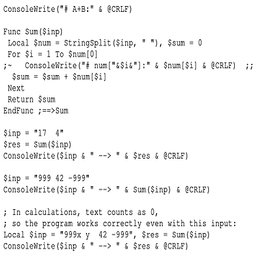 ConsoleWrite("# A+B:" & @CRLF)

Func Sum($inp)
 Local $num = StringSplit($inp, " "), $sum = 0
 For $i = 1 To $num[0]
;~  ConsoleWrite("# num["&$i&"]:" & $num[$i] & @CRLF)  ;;
  $sum = $sum + $num[$i]
 Next
 Return $sum
EndFunc ;==>Sum

$inp = "17  4"
$res = Sum($inp)
ConsoleWrite($inp & " --> " & $res & @CRLF)

$inp = "999 42 -999"
ConsoleWrite($inp & " --> " & Sum($inp) & @CRLF)

; In calculations, text counts as 0,
; so the program works correctly even with this input:
Local $inp = "999x y  42 -999", $res = Sum($inp)
ConsoleWrite($inp & " --> " & $res & @CRLF)